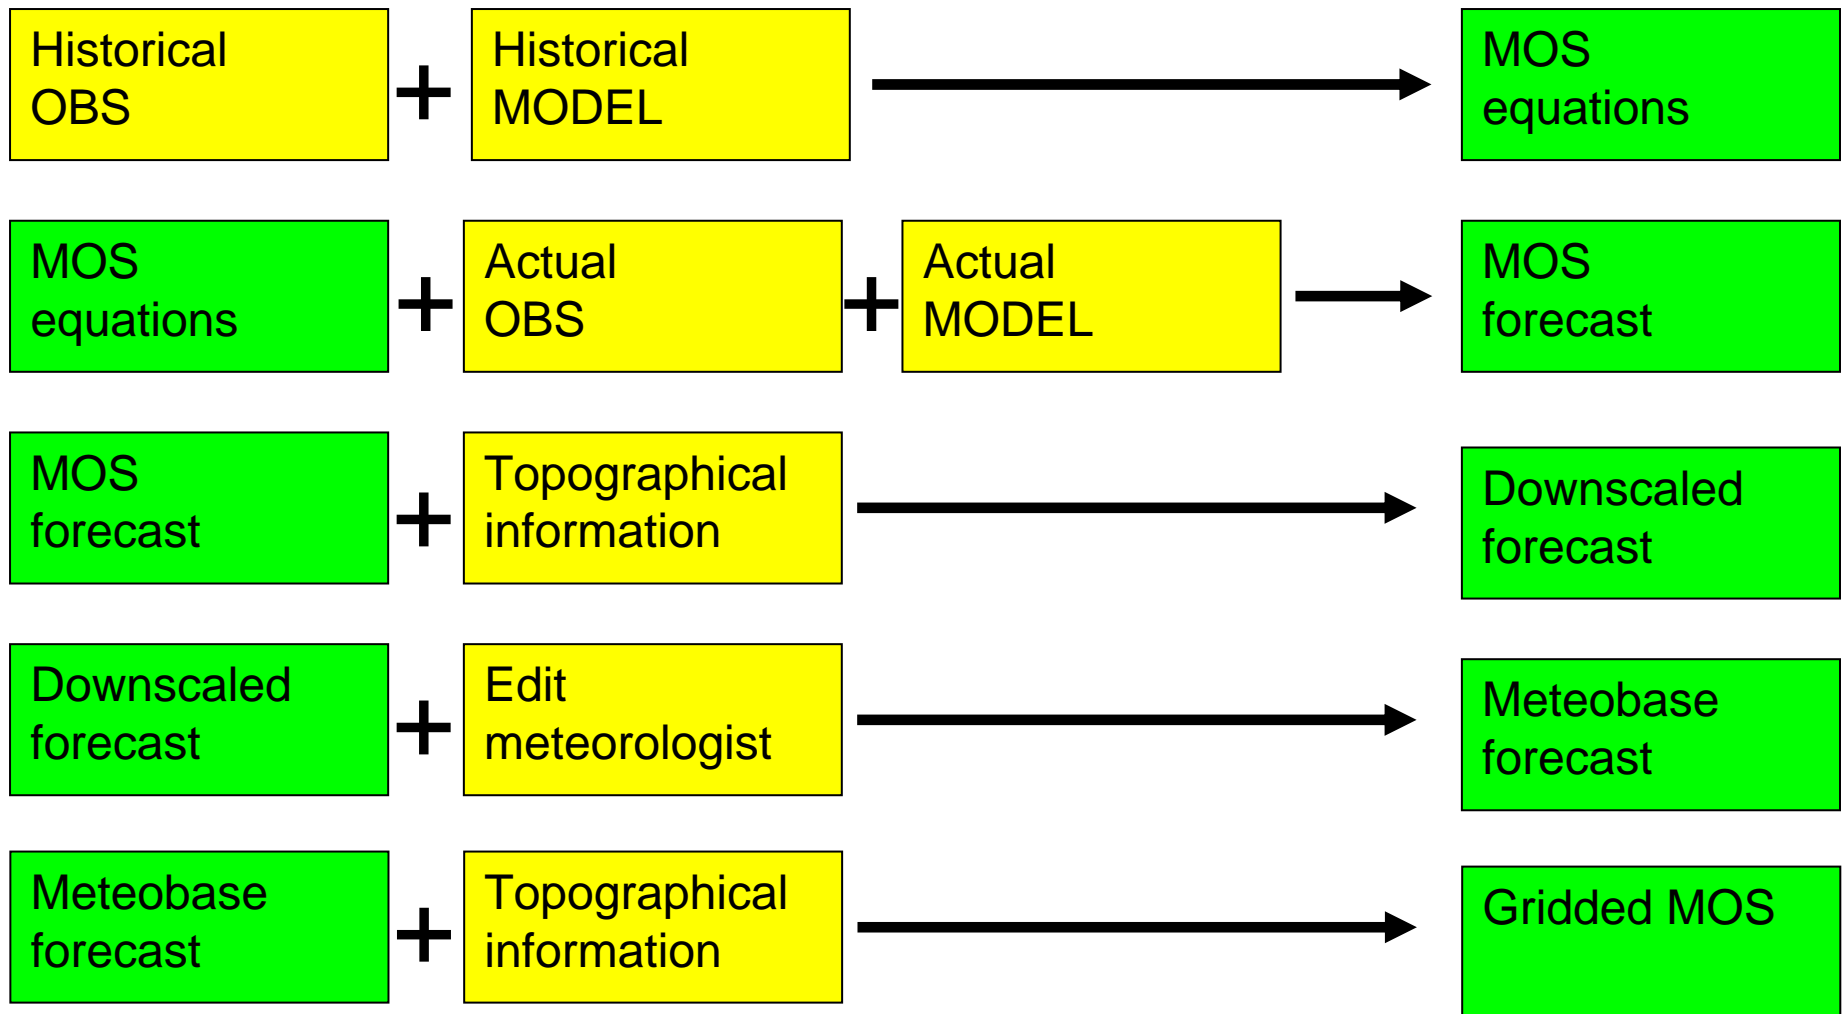 Historical
OBS
+
Historical
MODEL
MOS
equations
MOS
equations
+
Actual
OBS
+
Actual
MODEL
MOS
forecast
MOS
forecast
+
Topographical
information
Downscaled
forecast
Downscaled
forecast
+
Edit
meteorologist
Meteobase
forecast
Meteobase
forecast
+
Topographical
information
Gridded MOS